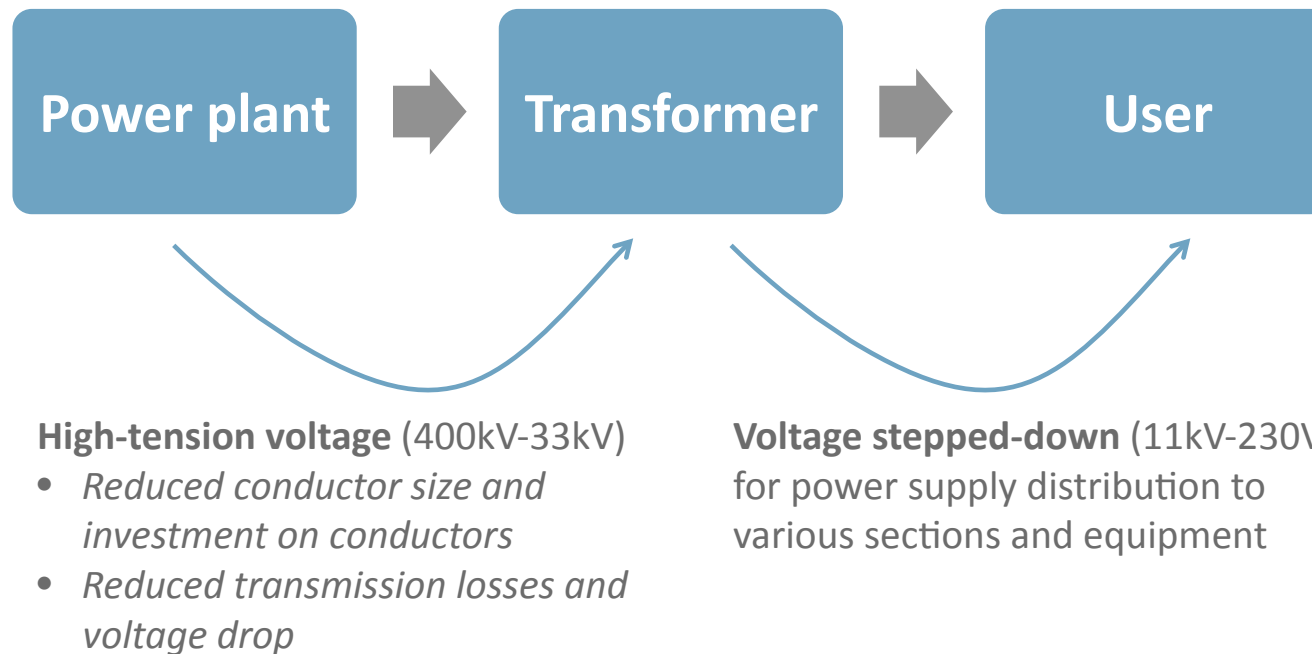 Power plant
Transformer
User
High-tension voltage (400kV-33kV)
• Reduced conductor size and
investment on conductors
• Reduced transmission losses and
voltage drop
Voltage stepped-down (11kV-230V
for power supply distribution to
various sections and equipment